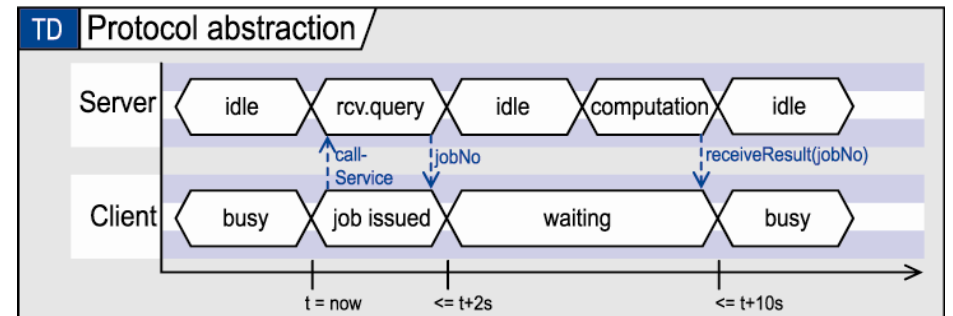 TD Protocol abstraction
Server idle rcv.query idle computation idle
call-
Service
jobNo
receiveResult(jobNo)
Client busy job issued waiting busy
t = now <= t+2s <= t+10s